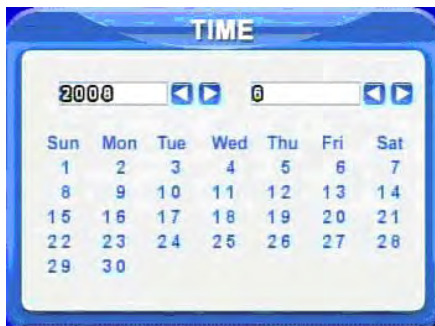 TIME
2008 6
Sun Mon Tue Wed Thu Fri Sat
1 2 3 4 5 6 7
8 9 10 11 12 13 14
15 16 17 18 19 20 21
22 23 24 25 26 27 28
29 30